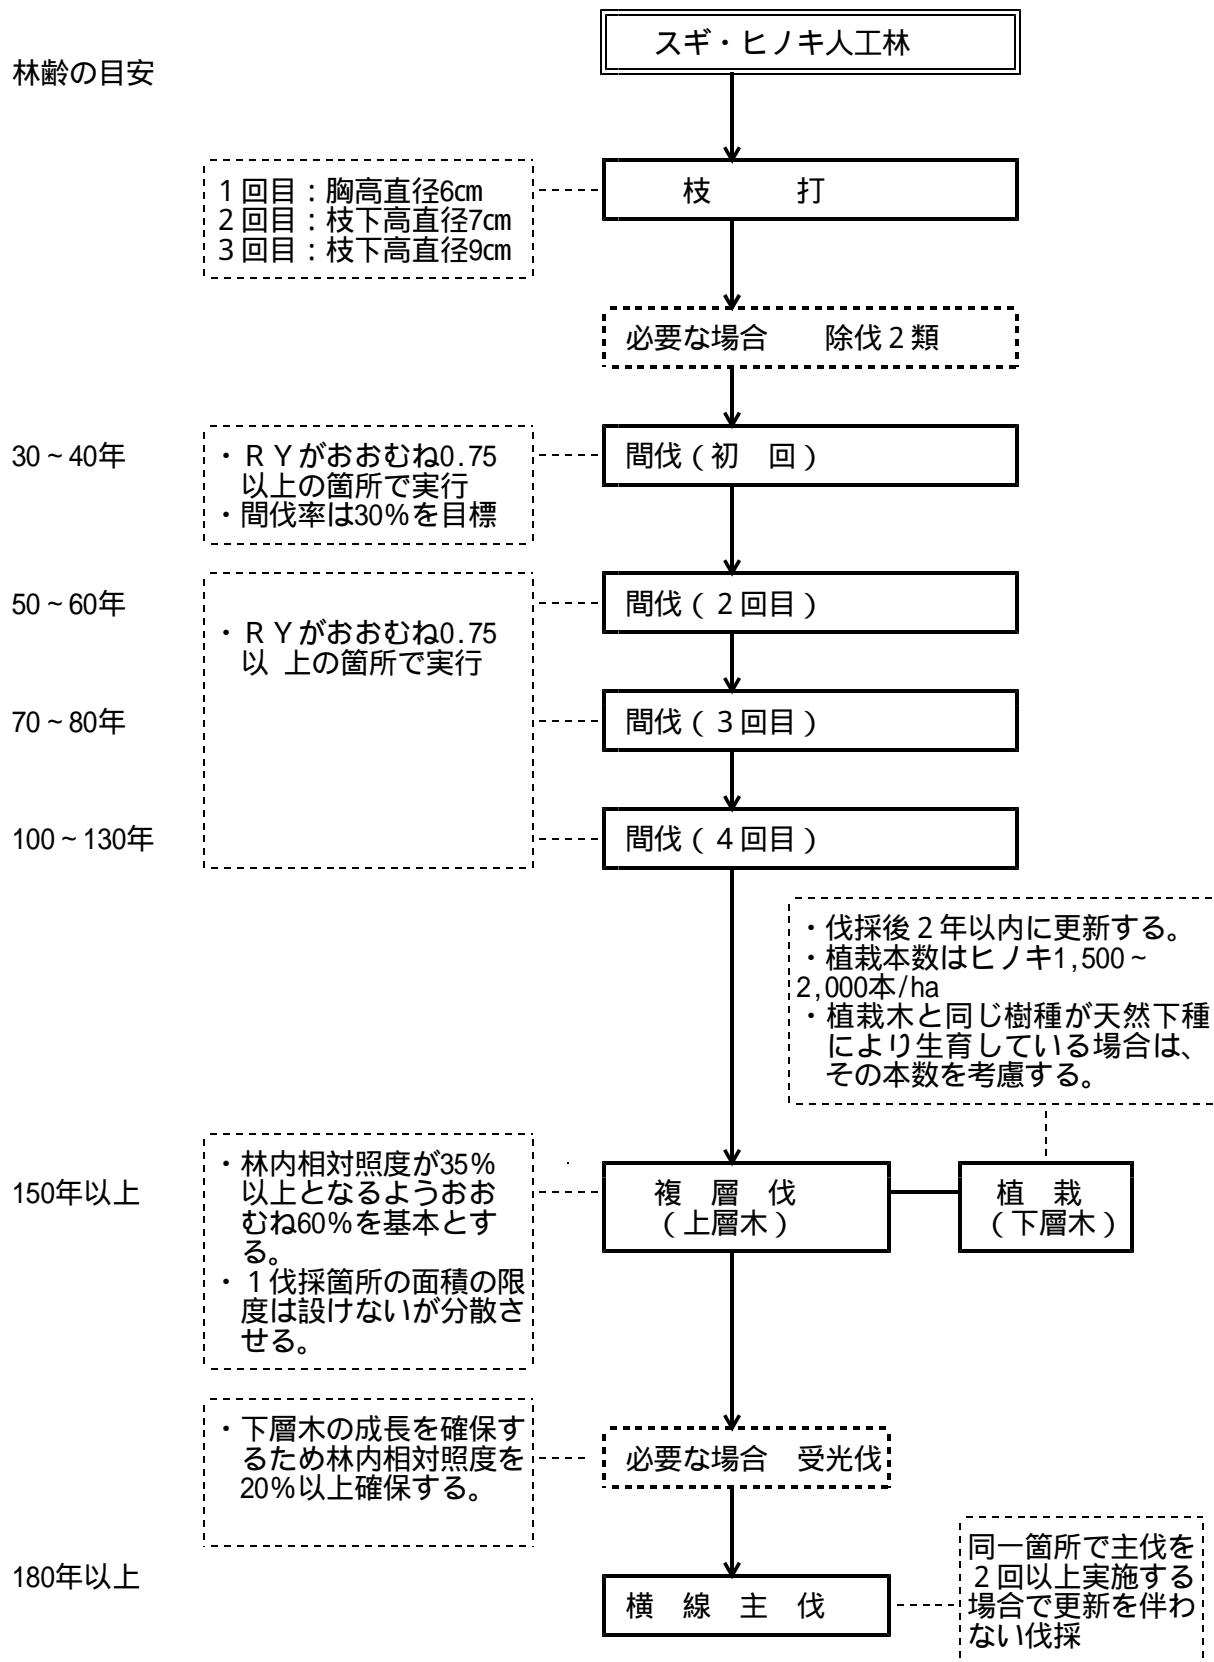 スギ・ヒノキ人工林
林齢の目安
1回目：胸高直径6㎝
2回目：枝下高直径7㎝
3回目：枝下高直径9㎝
枝　　打
必要な場合　　除伐２類
30～40年
・ＲＹがおおむね0.75
以上の箇所で実行
・間伐率は30％を目標
間伐（初　回）
50～60年
・ＲＹがおおむね0.75
以 上の箇所で実行
間伐（２回目）
70～80年
間伐（３回目）
100～130年
間伐（４回目）
・伐採後２年以内に更新する。
・植栽本数はヒノキ1,500～
2,000本/ha
・植栽木と同じ樹種が天然下種
により生育している場合は、
その本数を考慮する。
150年以上
・林内相対照度が35％
以上となるようおお
むね60％を基本とす
る。
・１伐採箇所の面積の限
度は設けないが分散さ
せる。
複　層　伐
（上層木）
植　栽
（下層木）
・下層木の成長を確保す
るため林内相対照度を
20％以上確保する。
必要な場合　受光伐
180年以上
横　線　主　伐
同一箇所で主伐を
２回以上実施する
場合で更新を伴わ
ない伐採